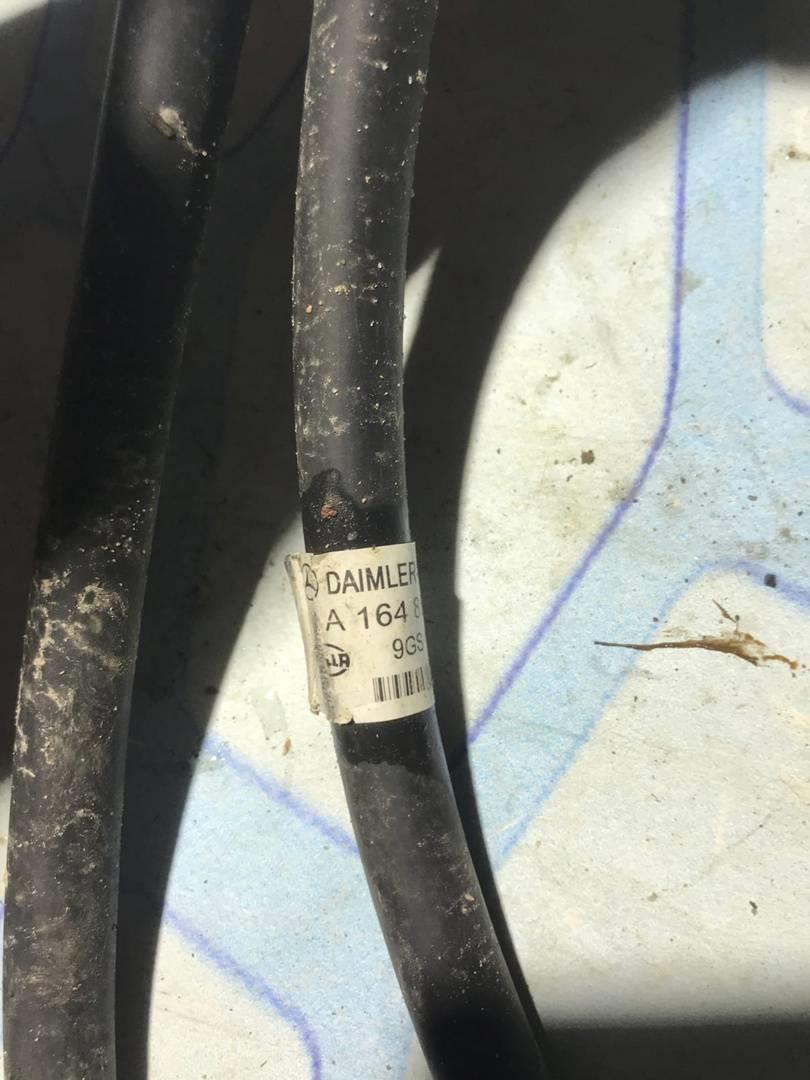 DAIMLER
A 164 8
9GS